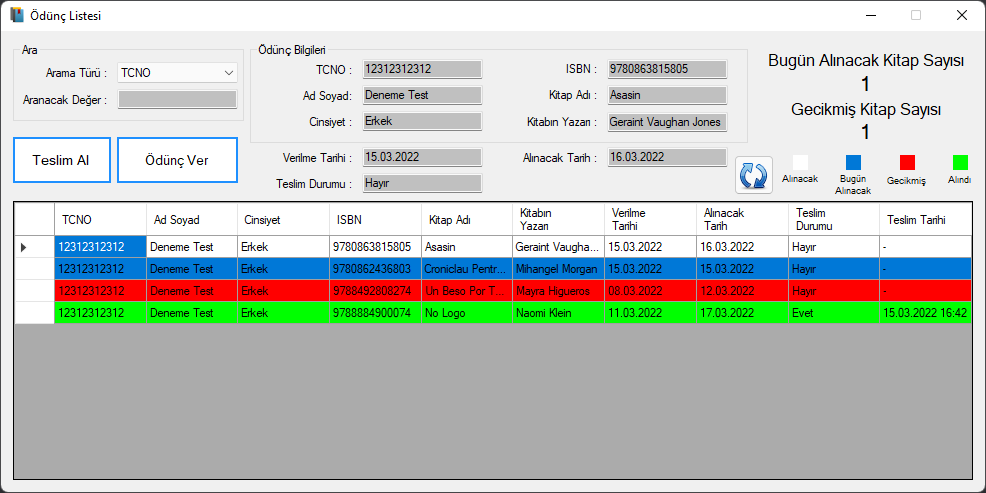 Ödünç Listesi
Ara
Arama Türü : TCNO
Aranacak Değer :
Teslim Al
Ödünç Ver
Ödünç Bilgileri
TCNO : 12312312312
ISBN : 9780863815805
Ad Soyad: Deneme Test
Kitap Adı : Asasin
Cinsiyet : Erkek
Kitabın Yazarı : Geraint Vaughan Jones
Verilme Tarihi : 15.03.2022
Alınacak Tarih : 16.03.2022
Teslim Durumu : Hayır
Bugün Alınacak Kitap Sayısı
1
Gecikmiş Kitap Sayısı
1
Alınacak
Bugün
Alınacak
Gecikmiş
Alındı
TCNO Ad Soyad Cinsiyet ISBN Kitap Adı Kitabın Yazarı Verilme Tarihi Alınacak Tarih Teslim Durumu Teslim Tarihi
12312312312 Deneme Test Erkek 9780863815805 Asasin Geraint Vaugha... 15.03.2022 16.03.2022 Hayır -
12312312312 Deneme Test Erkek 9780862436803 Croniclau Pentr... Mihangel Morgan 15.03.2022 15.03.2022 Hayır -
12312312312 Deneme Test Erkek 9788492808274 Un Beso Por T... Mayra Higueros 08.03.2022 12.03.2022 Hayır -
12312312312 Deneme Test Erkek 9788884900074 No Logo Naomi Klein 11.03.2022 17.03.2022 Evet 15.03.2022 16:42